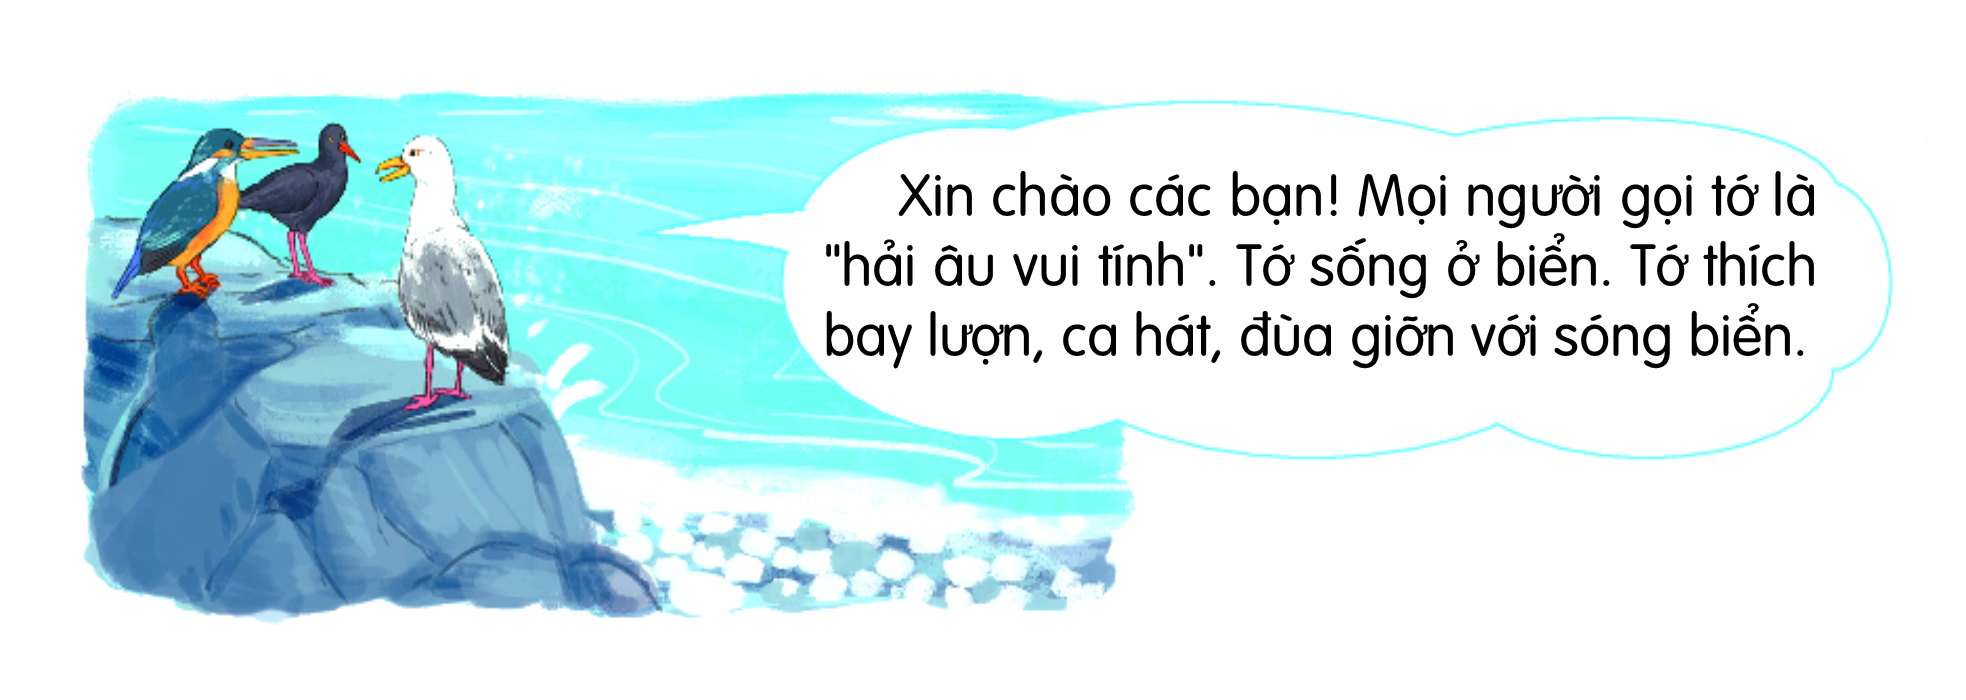 Xin chào các bạn! Mọi người gọi tớ là
"hải âu vui tính". Tớ sống ở biển. Tớ thích
bay lượn, ca hát, đùa giỡn với sóng biển.